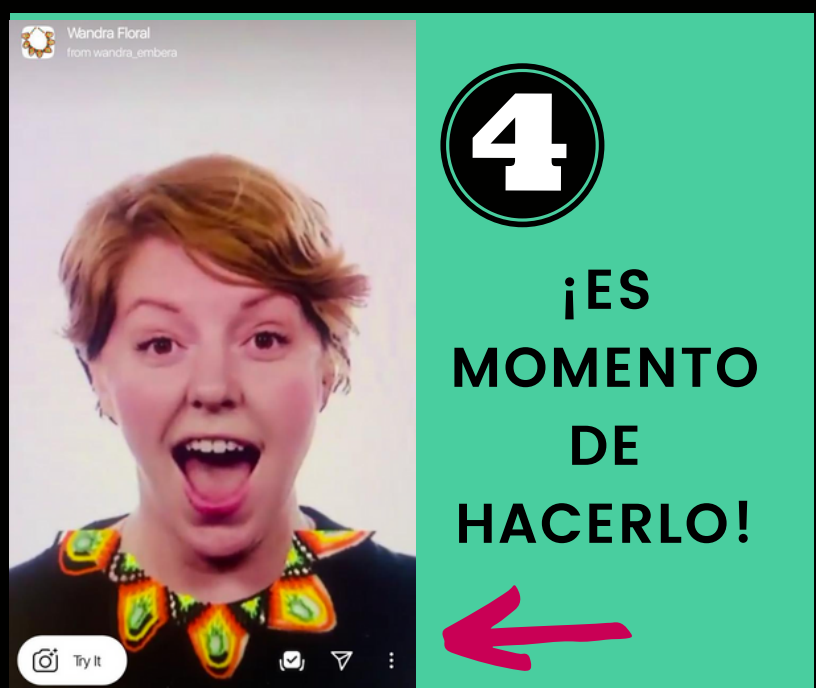 Wandra Floral
from wandra_embera
4
¡ES
MOMENTO
DE
HACERLO!
Try It